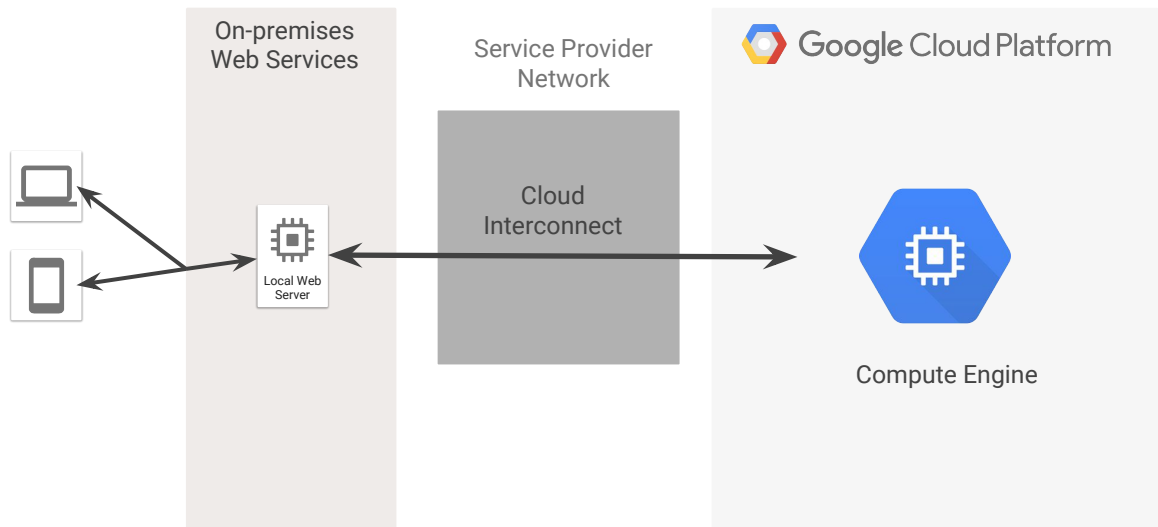 On-premises
Web Services
Service Provider
Network
Google Cloud Platform
Cloud
Interconnect
Local Web
Server
Compute Engine